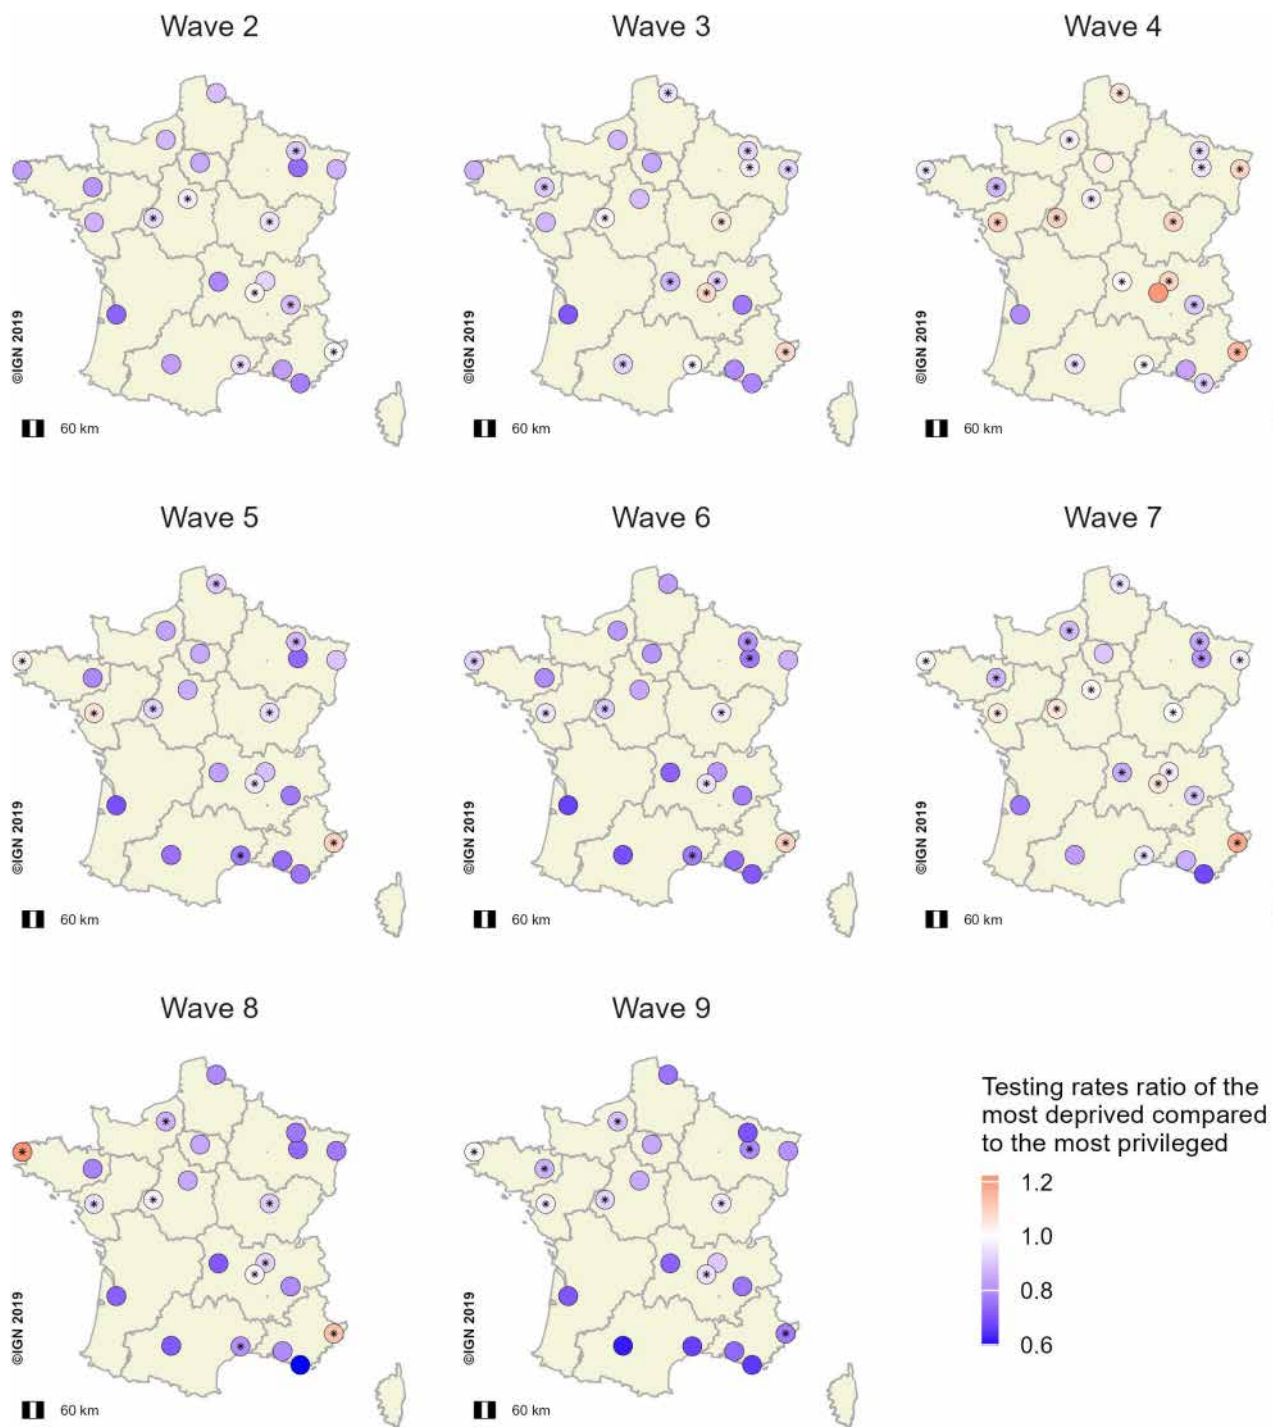 Wave 2
Wave 3
Wave 4
©IGN 2019
©IGN 2019
©IGN 2019
60 km
60 km
60 km
Wave 5
Wave 6
Wave 7
©IGN 2019
©IGN 2019
©IGN 2019
60 km
60 km
60 km
Wave 8
Wave 9
Testing rates ratio of the
most deprived compared
to the most privileged
1.2
1.0
0.8
0.6
©IGN 2019
©IGN 2019
60 km
60 km